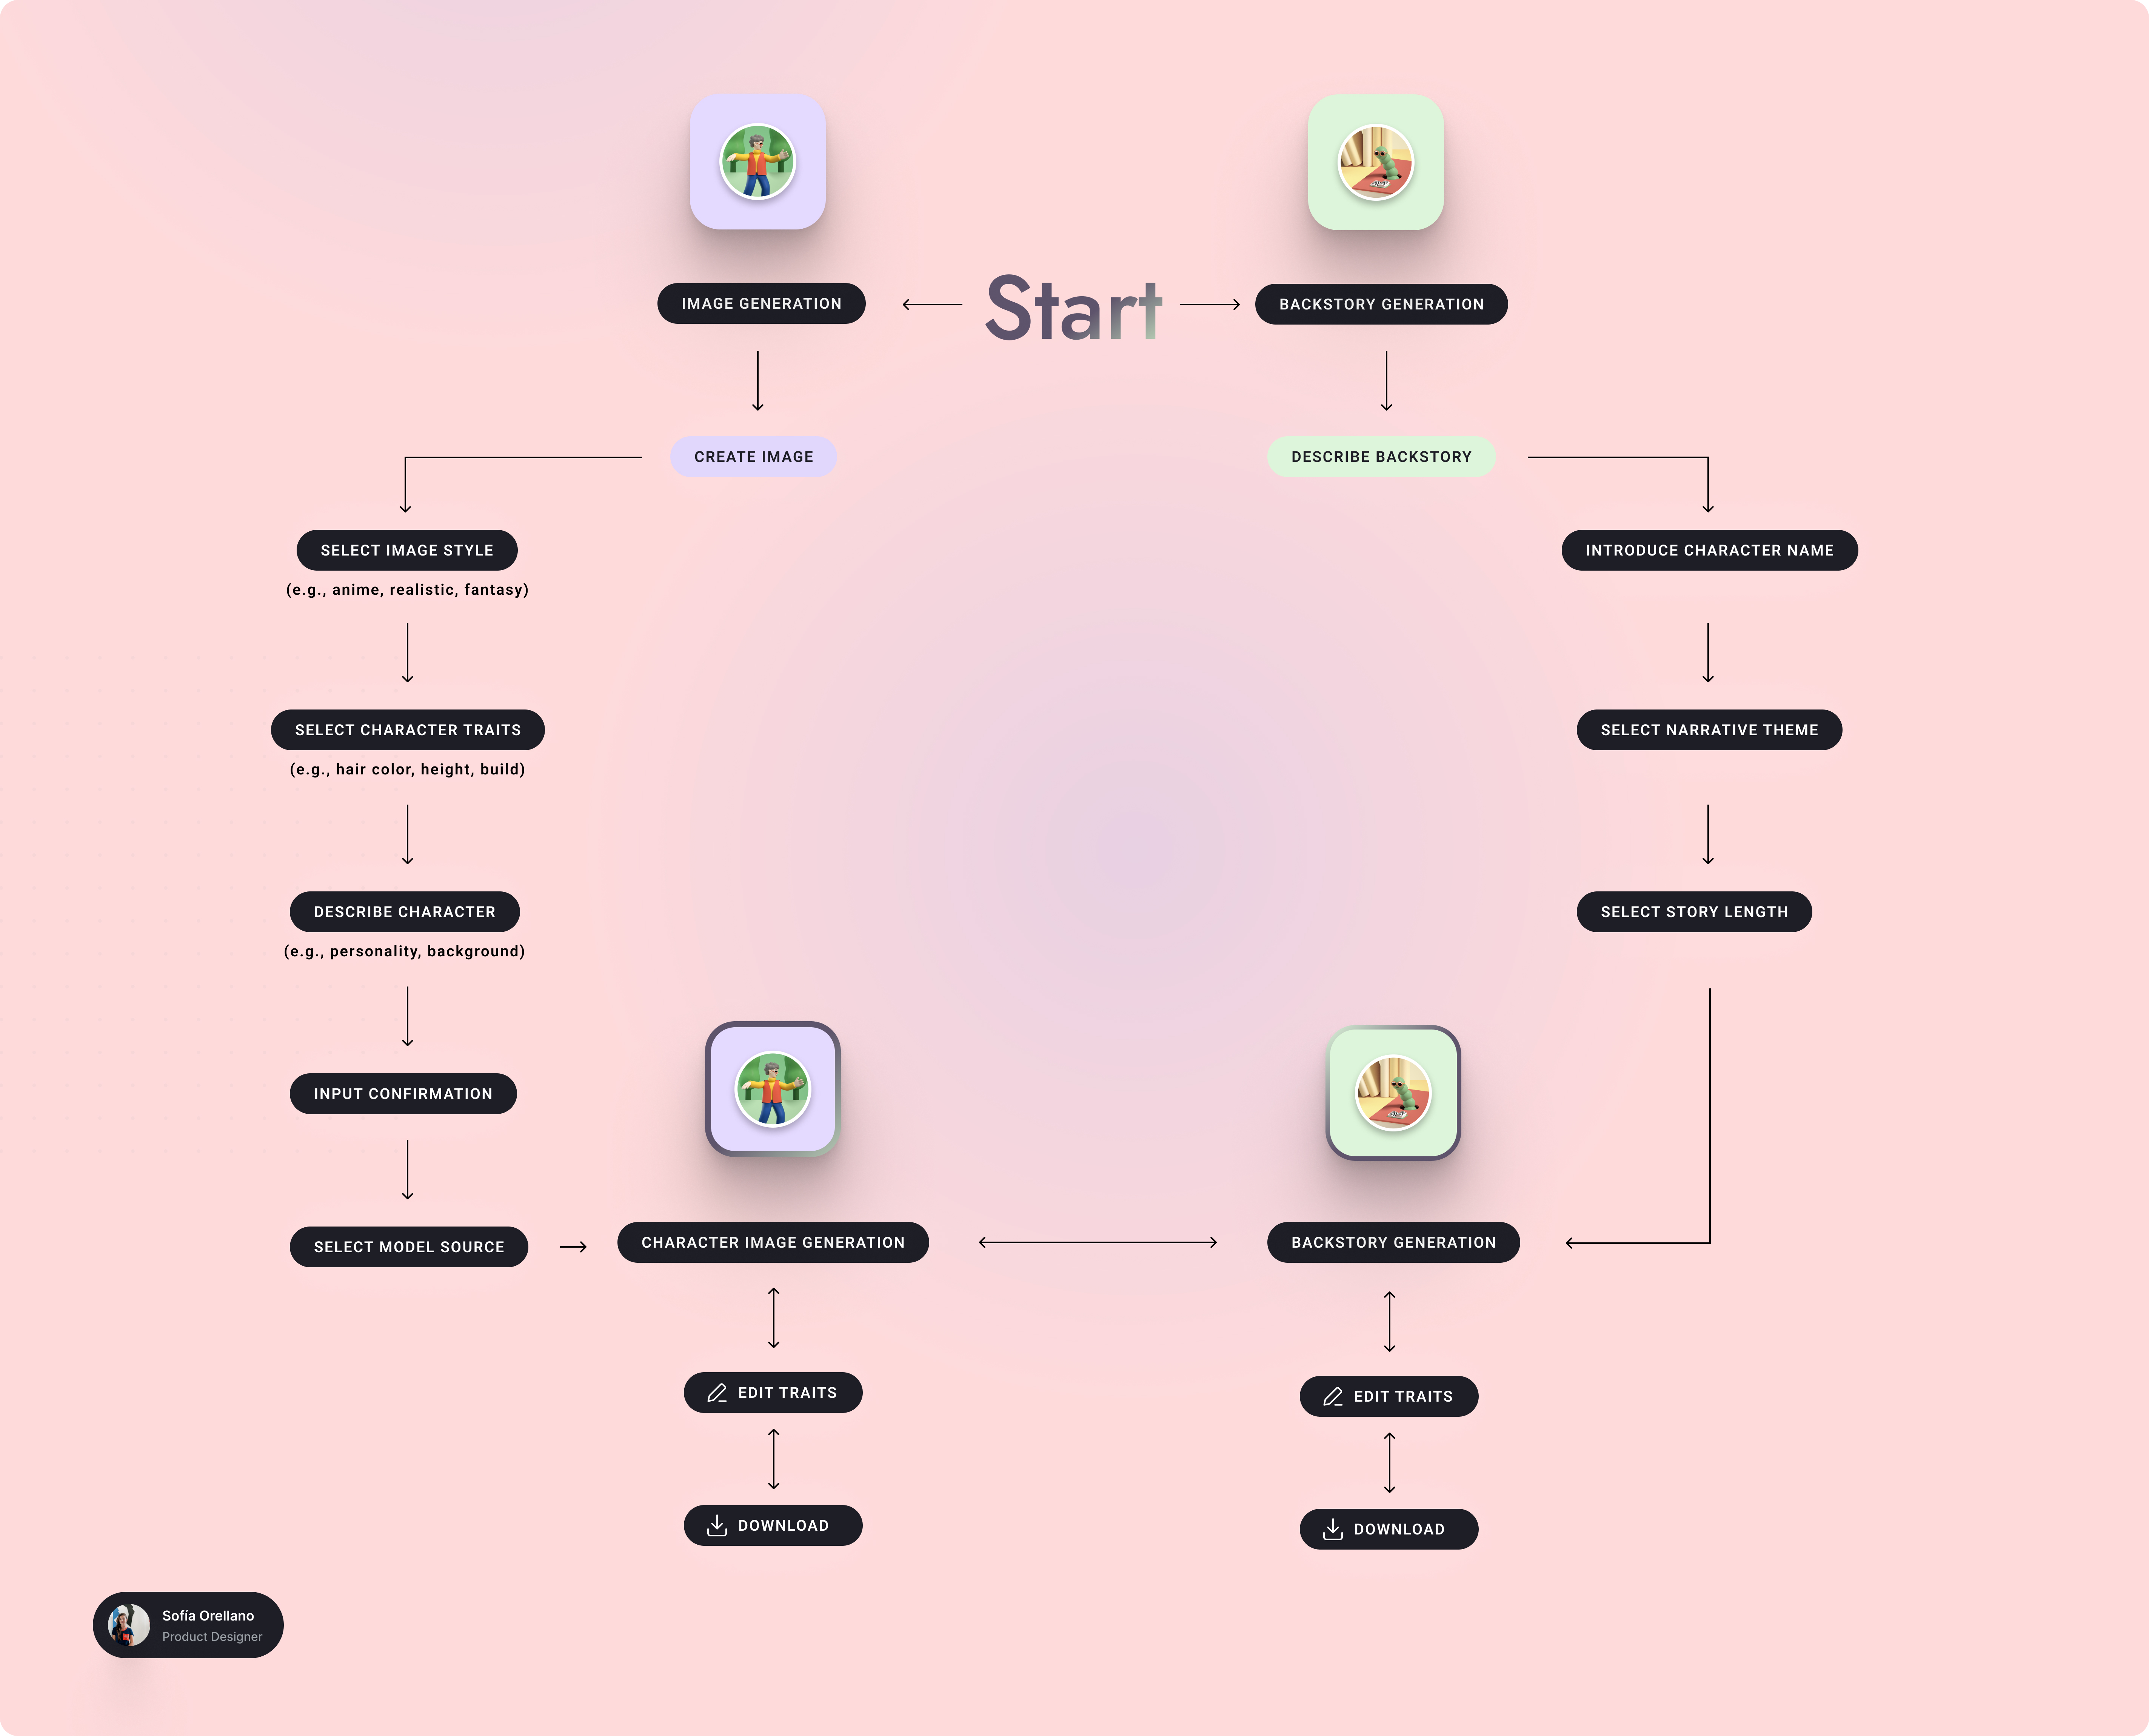 Start
IMAGE GENERATION
BACKSTORY GENERATION
CREATE IMAGE
DESCRIBE BACKSTORY
SELECT IMAGE STYLE
(e.g., anime, realistic, fantasy)
INTRODUCE CHARACTER NAME
SELECT CHARACTER TRAITS
(e.g., hair color, height, build)
SELECT NARRATIVE THEME
DESCRIBE CHARACTER
(e.g., personality, background)
SELECT STORY LENGTH
INPUT CONFIRMATION
SELECT MODEL SOURCE
CHARACTER IMAGE GENERATION
BACKSTORY GENERATION
EDIT TRAITS
EDIT TRAITS
DOWNLOAD
DOWNLOAD
Sofía Orellano
Product Designer